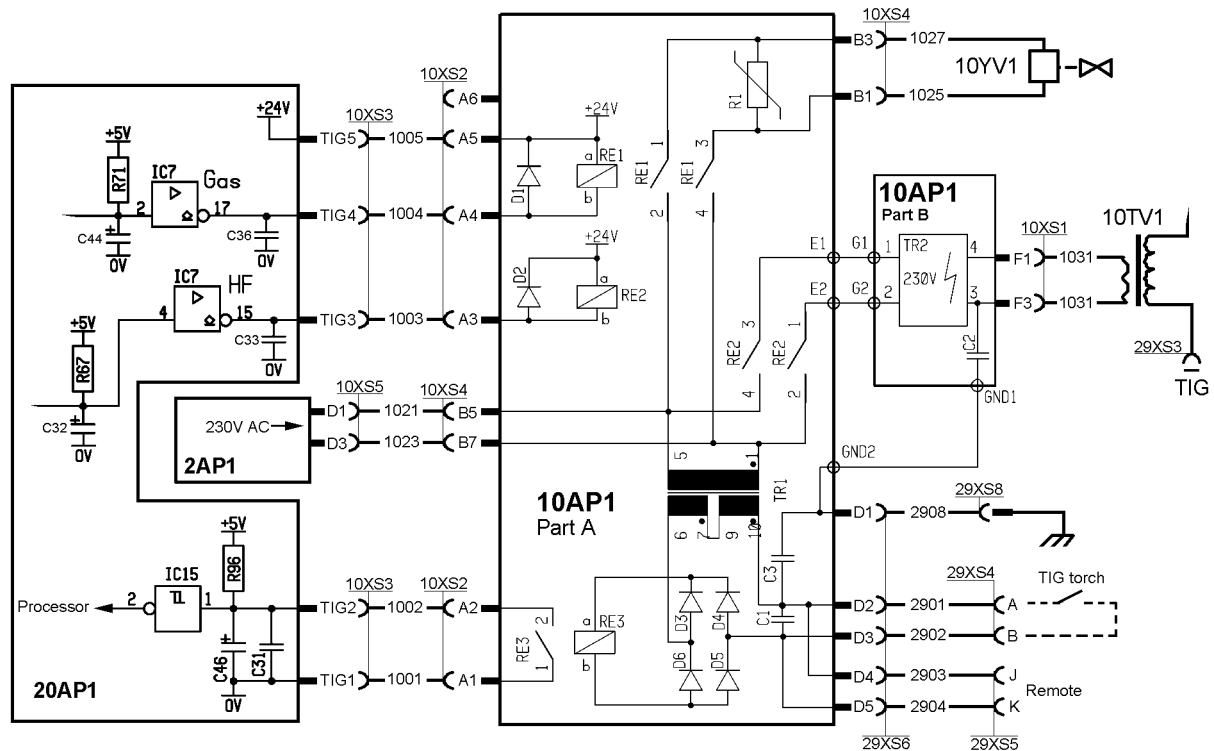 10XS4
B3 1027
10YV1
B1 1025
10XS2
A6
+24V
10XS3
TIG5 1005 A5
+24V
R1
+5V
R71
IC7
Gas
2 17
TIG4 1004 A4
C44
0V
C36
0V
D1
a RE1
b
RE1 1 2
RE1 3 4
IC7
HF
4 15
TIG3 1003 A3
C33
0V
+24V
D2
a
RE2
b
+5V
R67
C32
0V
RE2 3 4
RE2 1 2
E1 G1
E2 G2
10AP1
Part B
1 TR2 4
230V
2 3
C2
GND1
10XS1
F1 1031
F3 1031
10TV1
29XS3
TIG
10XS5 10XS4
D1 1021 B5
230V AC
D3 1023 B7
2AP1
10AP1
Part A
5 1
TR1
6 7 9 10
GND2
D1 2908
29XS8
C3
29XS4
TIG torch
D2 2901 A
C1
D3 2902 B
D4 2903 J
Remote
D5 2904 K
29XS6 29XS5
+5V
R96
IC15
Processor 2 1
10XS3 10XS2
TIG2 1002 A2
C46
C31
0V
TIG1 1001 A1
20AP1
RE3 2 1
a RE3
b
D3 D4
D6 D5